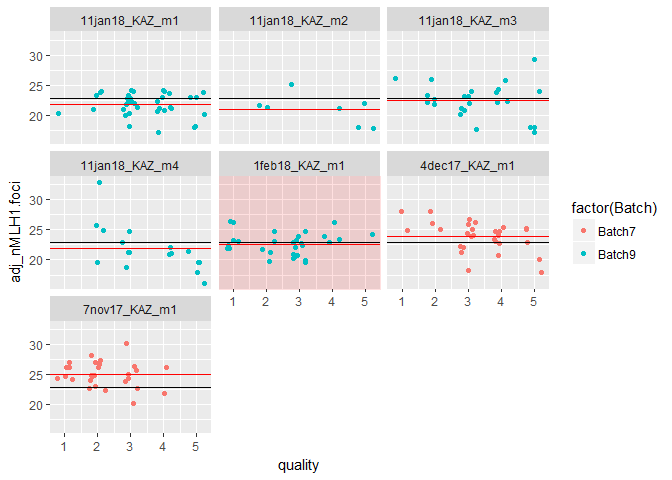 11jan18_KAZ_m1 11jan18_KAZ_m2 11jan18_KAZ_m3
30
25
20
11jan18_KAZ_m4 1feb18_KAZ_m1 4dec17_KAZ_m1
30
25
20
1 2 3 4 5 1 2 3 4 5
7nov17_KAZ_m1
30
25
20
1 2 3 4 5
adj_nMLH1.foci
quality
factor(Batch)
Batch7
Batch9